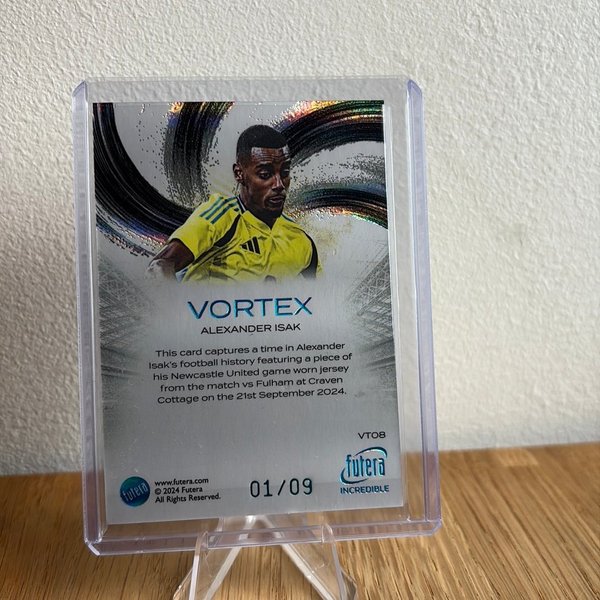 VORTEX
ALEXANDER ISAK
This card captures a time in Alexander
Isak's football history featuring a piece of
his Newcastle United game worn jersey
from the match vs Fulham at Craven
Cottage on the 21st September 2024.
VT08
futera
www.futera.com
© 2024 Futera
All Rights Reserved.
01/09
futera
INCREDIBLE